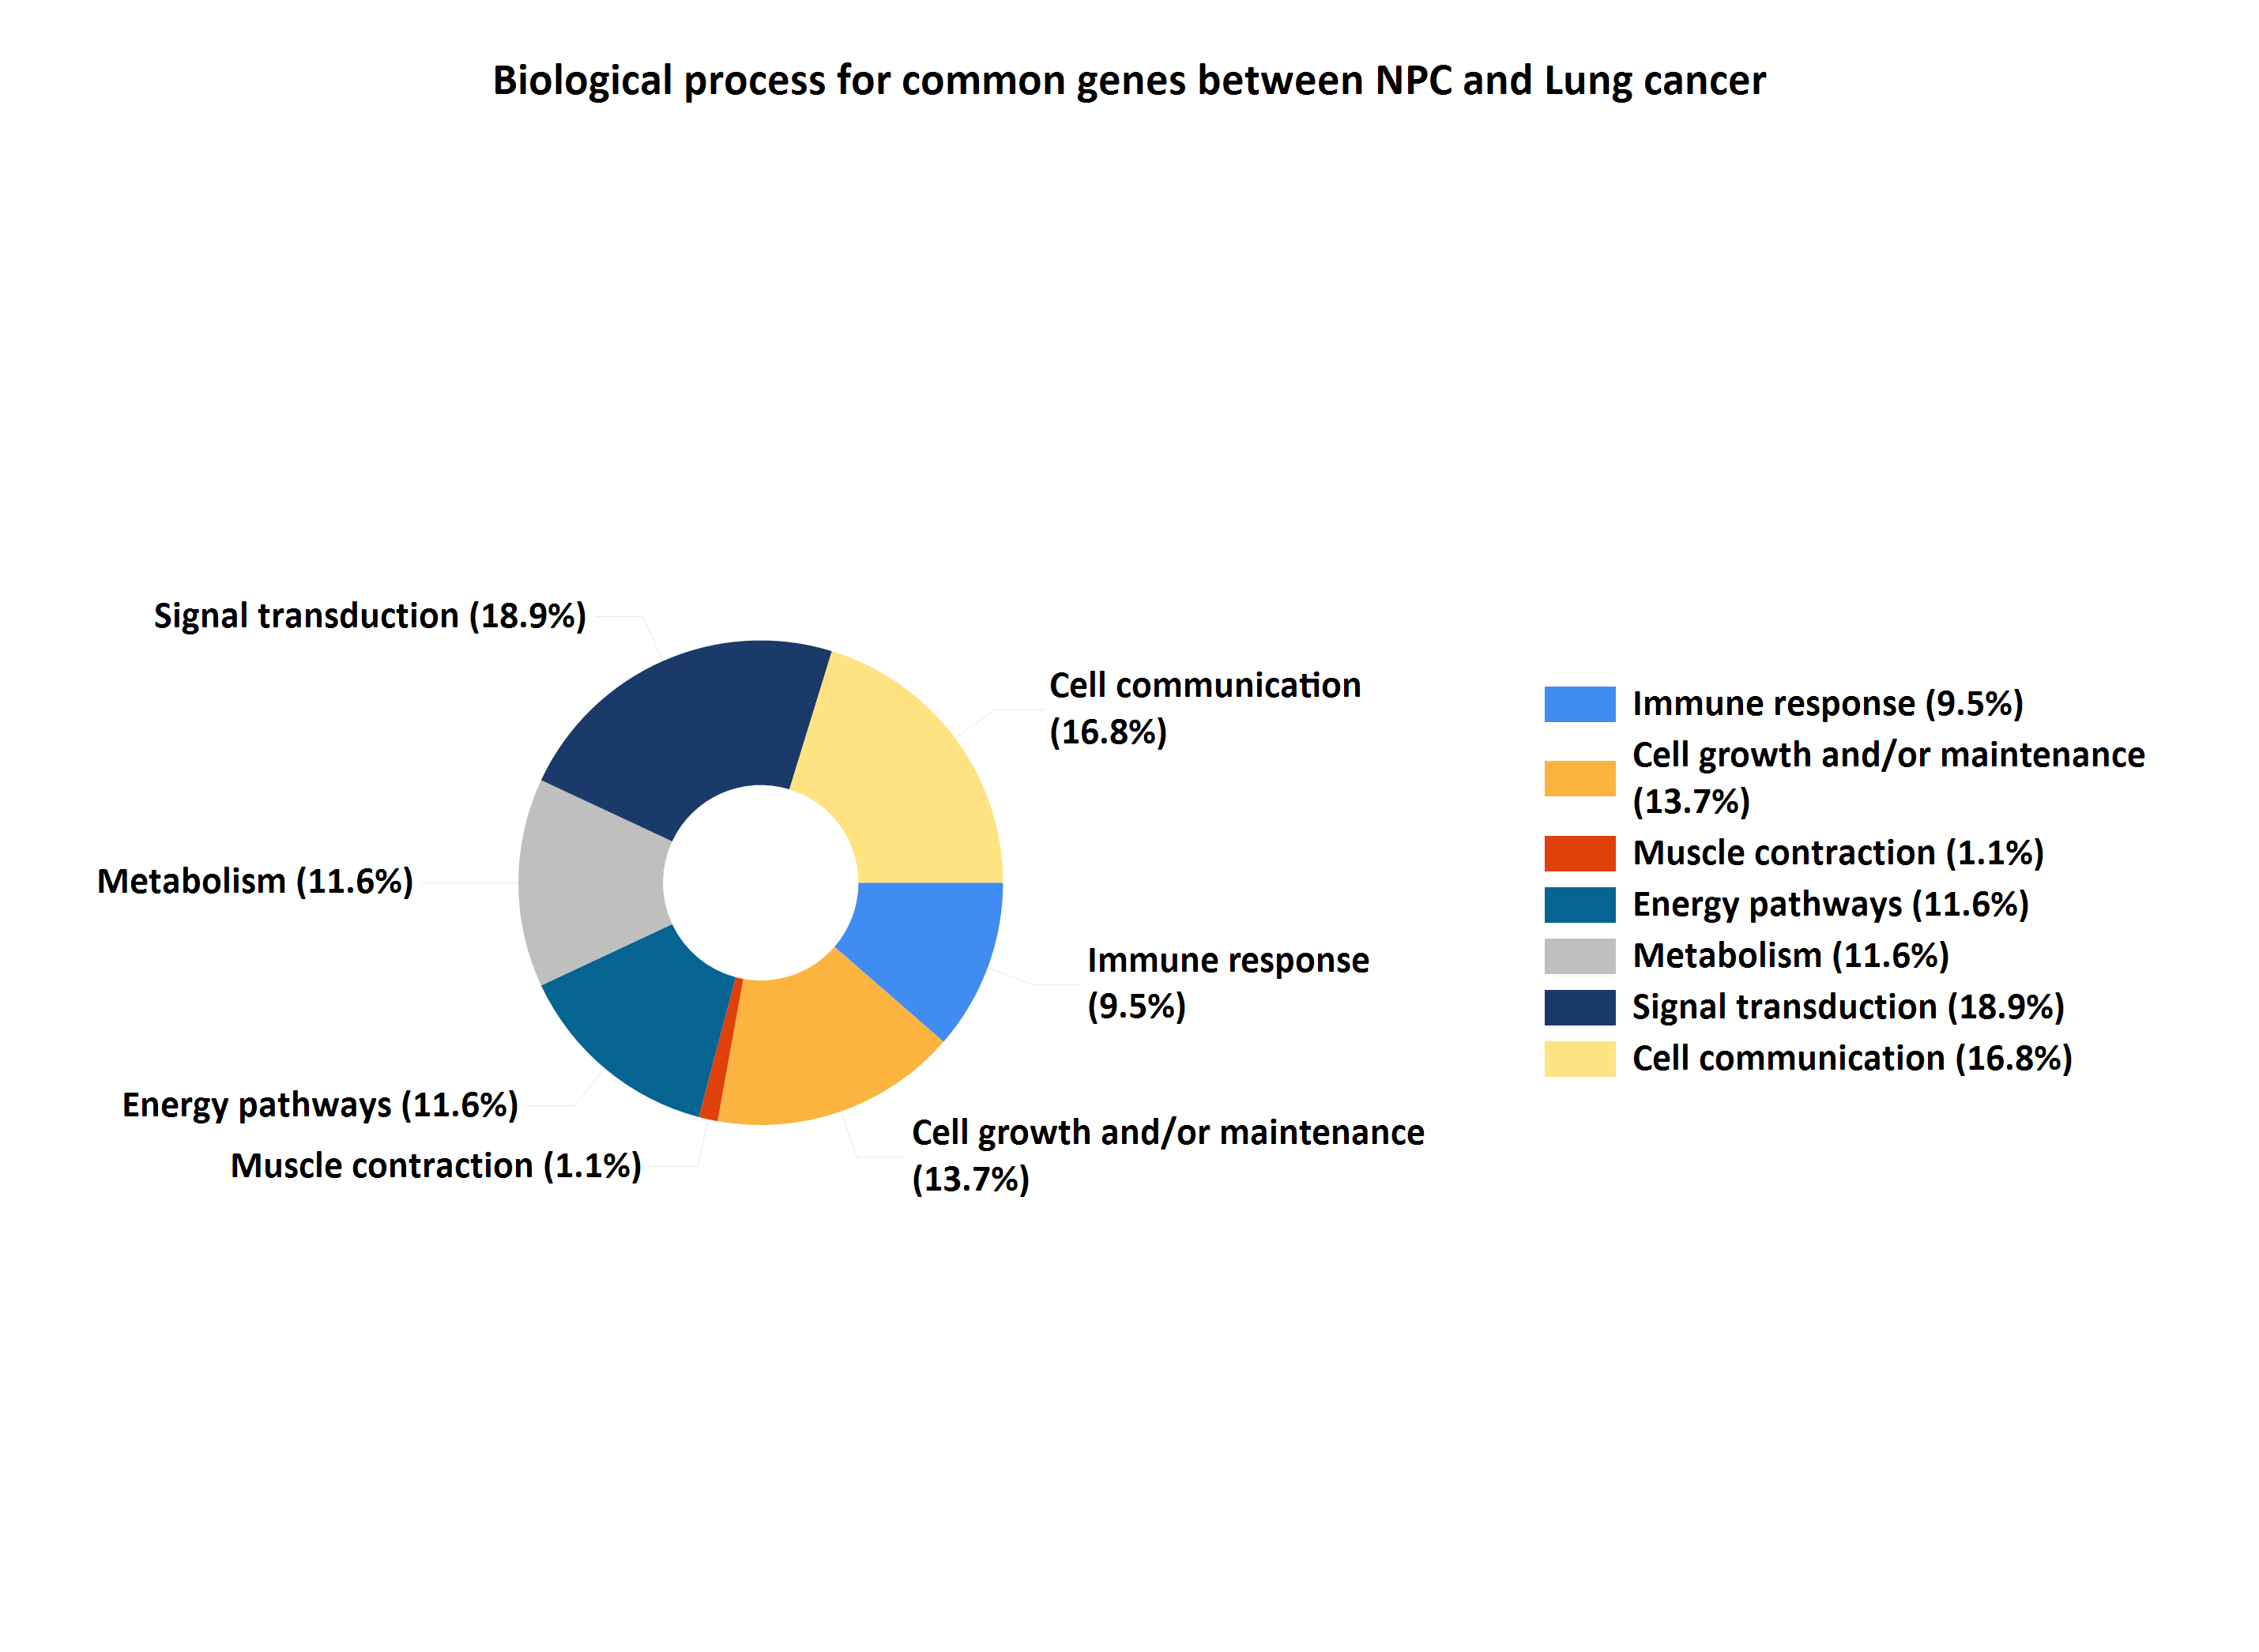 Biological process for common genes between NPC and Lung cancer
Signal transduction (18.9%)
Cell communication
(16.8%)
Metabolism (11.6%)
Immune response
(9.5%)
Energy pathways (11.6%)
Muscle contraction (1.1%)
Cell growth and/or maintenance
(13.7%)
Immune response (9.5%)
Cell growth and/or maintenance
(13.7%)
Muscle contraction (1.1%)
Energy pathways (11.6%)
Metabolism (11.6%)
Signal transduction (18.9%)
Cell communication (16.8%)